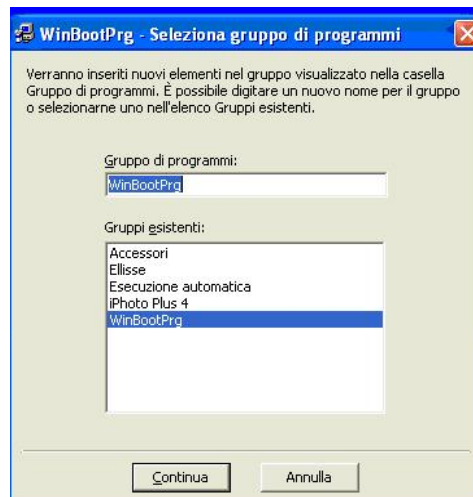 WinBootPrg - Seleziona gruppo di programmi
Verranno inseriti nuovi elementi nel gruppo visualizzato nella casella
Gruppo di programmi. È possibile digitare un nuovo nome per il gruppo
o selezionarne uno nell'elenco Gruppi esistenti.
Gruppo di programmi:
WinBootPrg
Gruppi esistenti:
Accessori
Ellisse
Esecuzione automatica
iPhoto Plus 4
WinBootPrg
Continua
Annulla